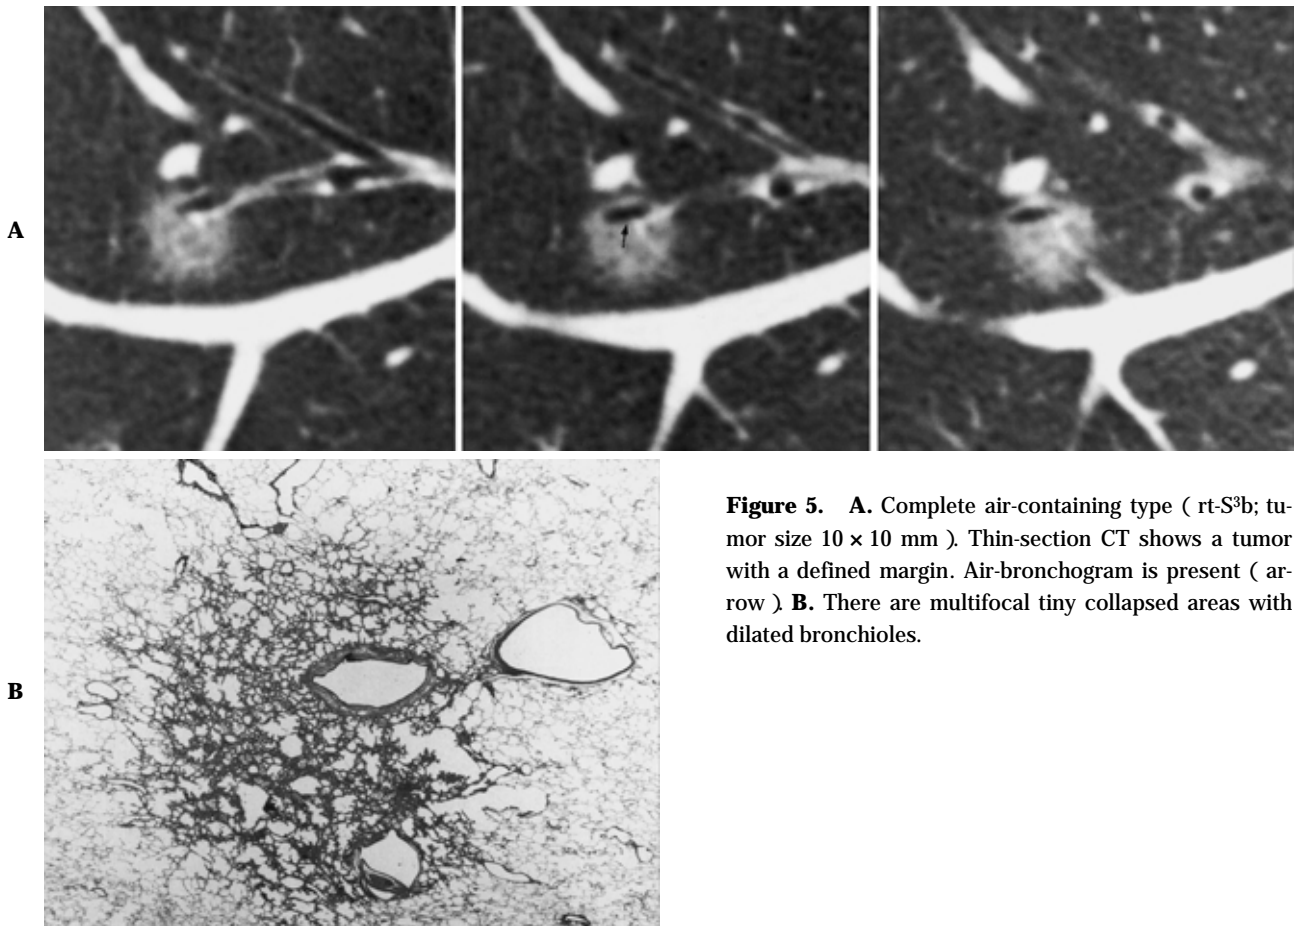 A
B
Figure 5. A. Complete air-containing type ( rt-S³b; tu-
mor size 10 × 10 mm ). Thin-section CT shows a tumor
with a defined margin. Air-bronchogram is present ( ar-
row ). B. There are multifocal tiny collapsed areas with
dilated bronchioles.